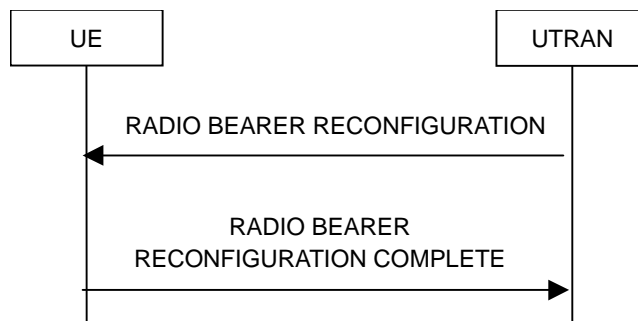 UE
UTRAN
RADIO BEARER RECONFIGURATION
RADIO BEARER
RECONFIGURATION COMPLETE